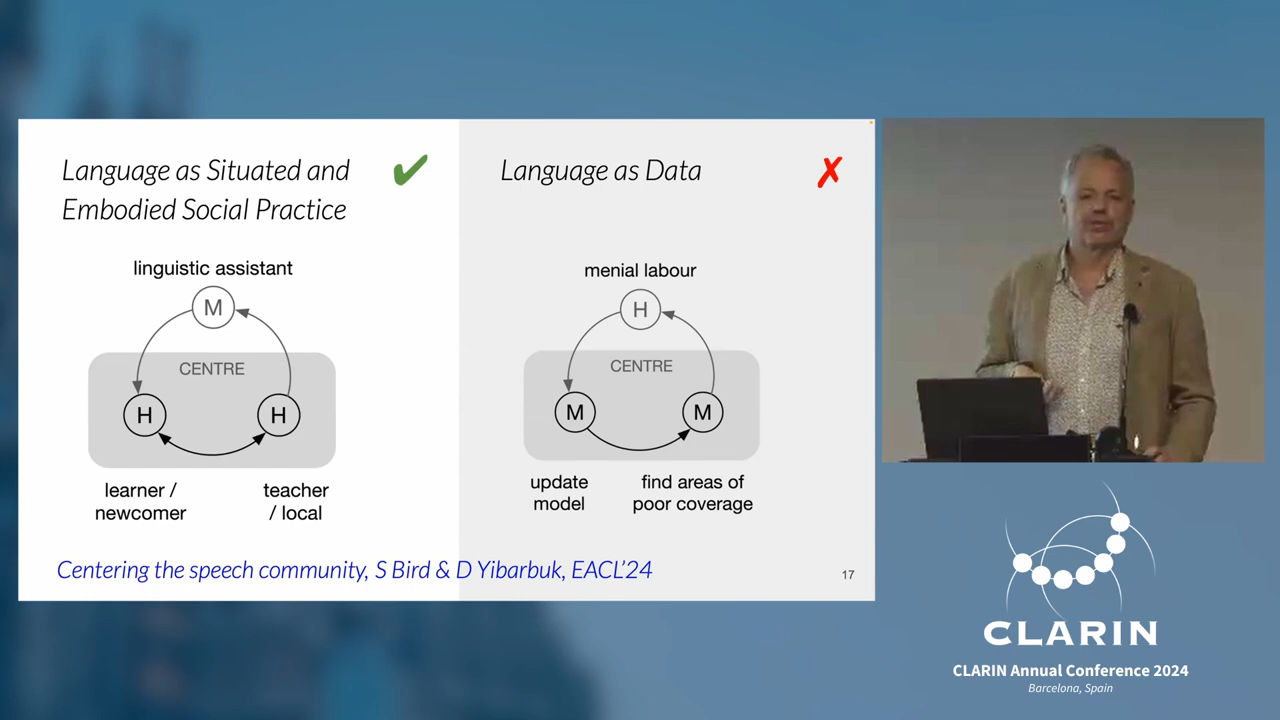 Language as Situated and
Embodied Social Practice
✔
linguistic assistant
M
CENTRE
H
H
learner /
newcomer
teacher
/ local
Language as Data
✗
menial labour
H
CENTRE
M
M
update
model
find areas of
poor coverage
Centering the speech community, S Bird & D Yibarbuk, EACL'24
17
CLARIN
CLARIN Annual Conference 2024
Barcelona, Spain